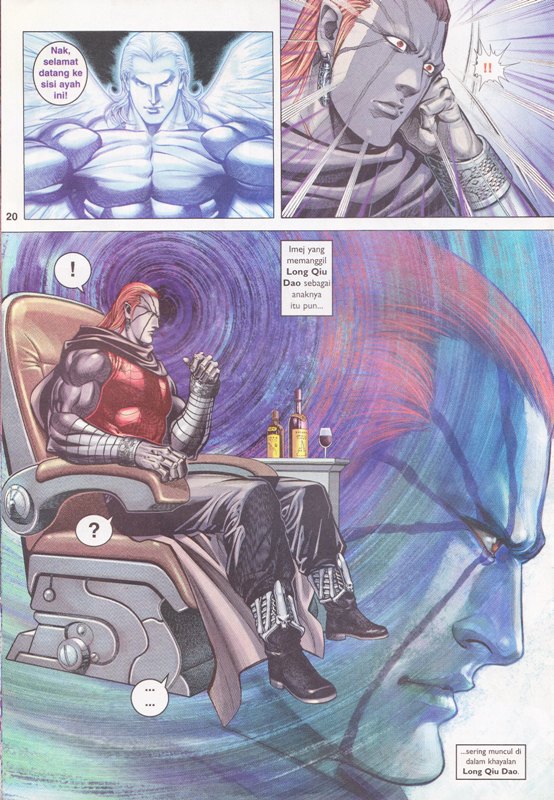 Nak,
selamat
datang ke
sisi ayah
ini!
!!
20
!
Imej yang
memanggil
Long Qiu
Dao sebagai
anaknya
itu pun...
?
...
...
...sering muncul di
dalam khayalan
Long Qiu Dao.